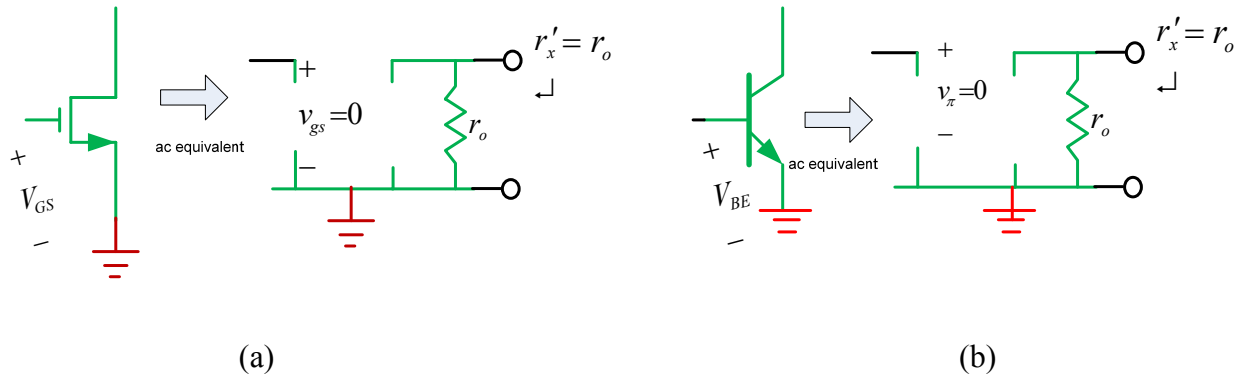 +
V_GS
−
ac equivalent
+
v_gs=0
−
r_o
r′_x = r_o
(a)
+
V_BE
−
ac equivalent
+
v_π=0
−
r_o
r′_x = r_o
(b)